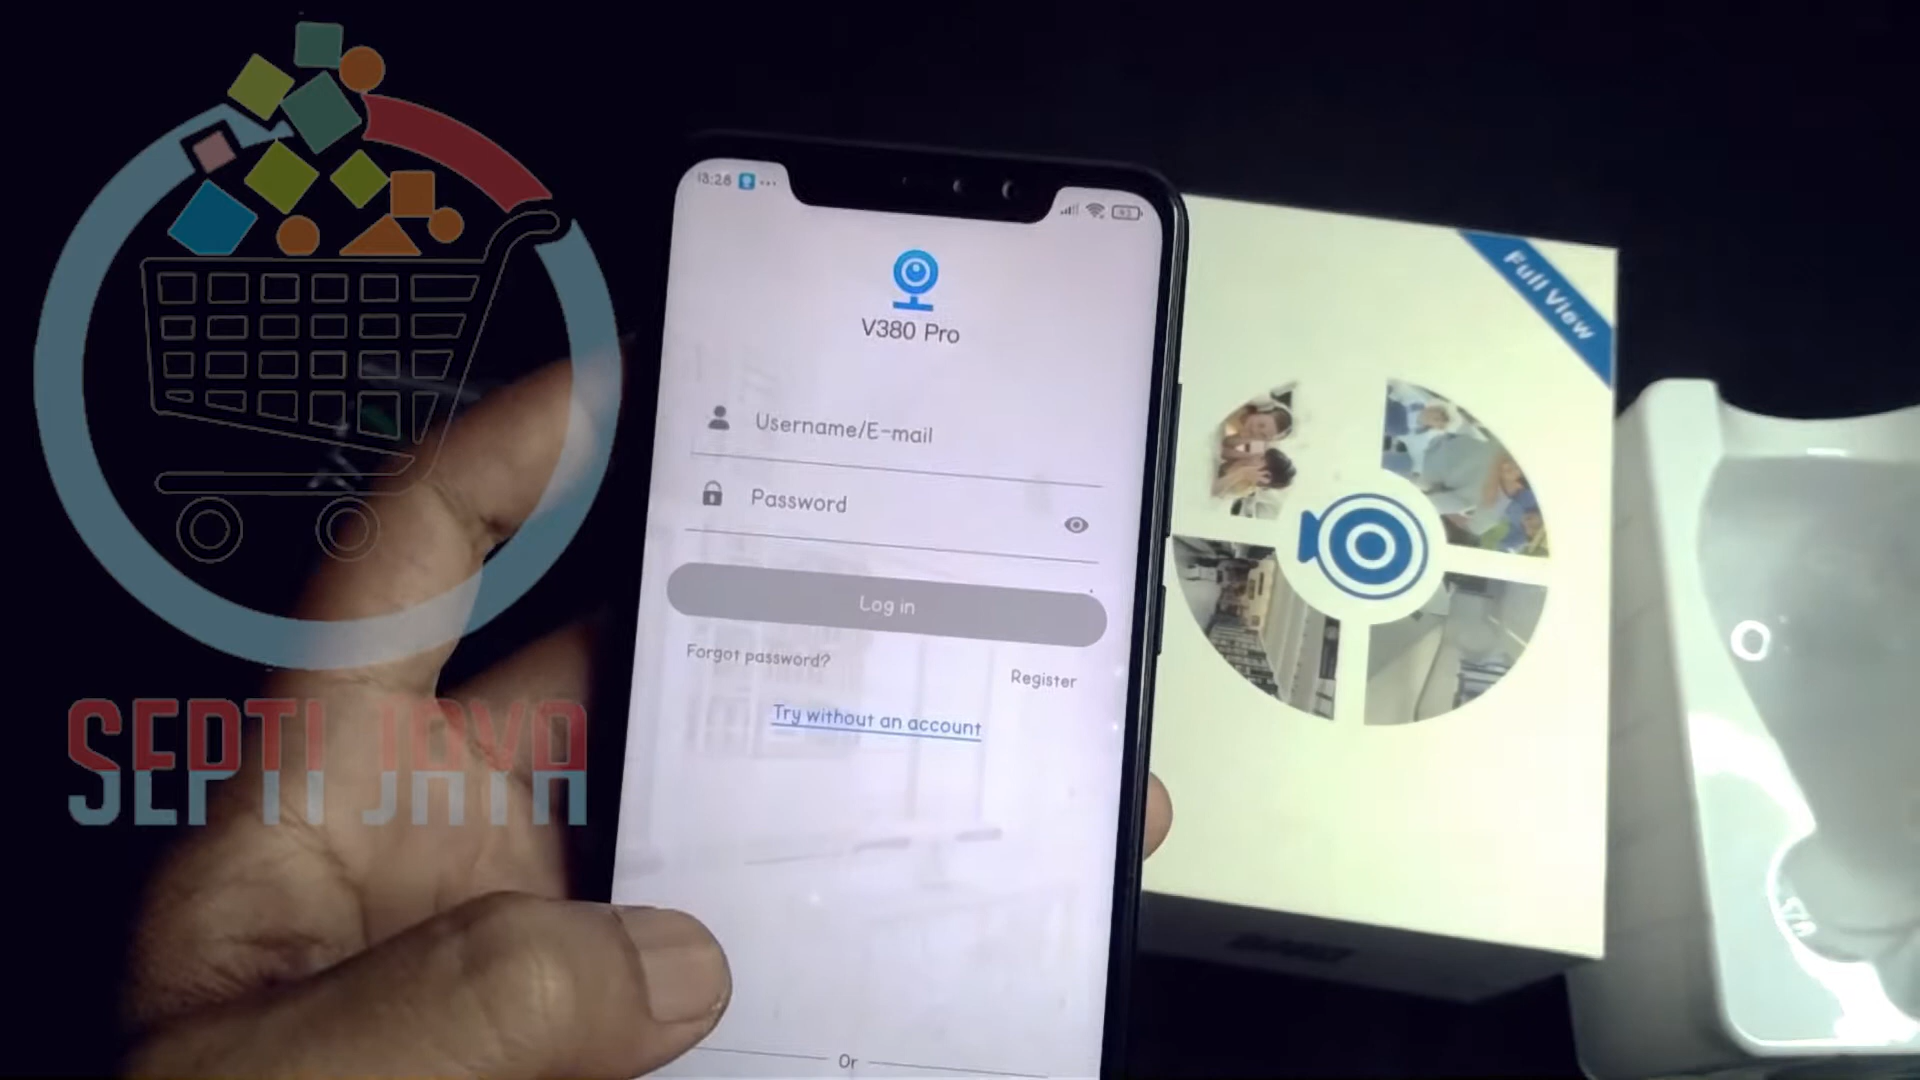 13:26
V380 Pro
Username/E-mail
Password
Log in
Forgot password?
Register
Try without an account
Or
Full View
SEPTI JAYA